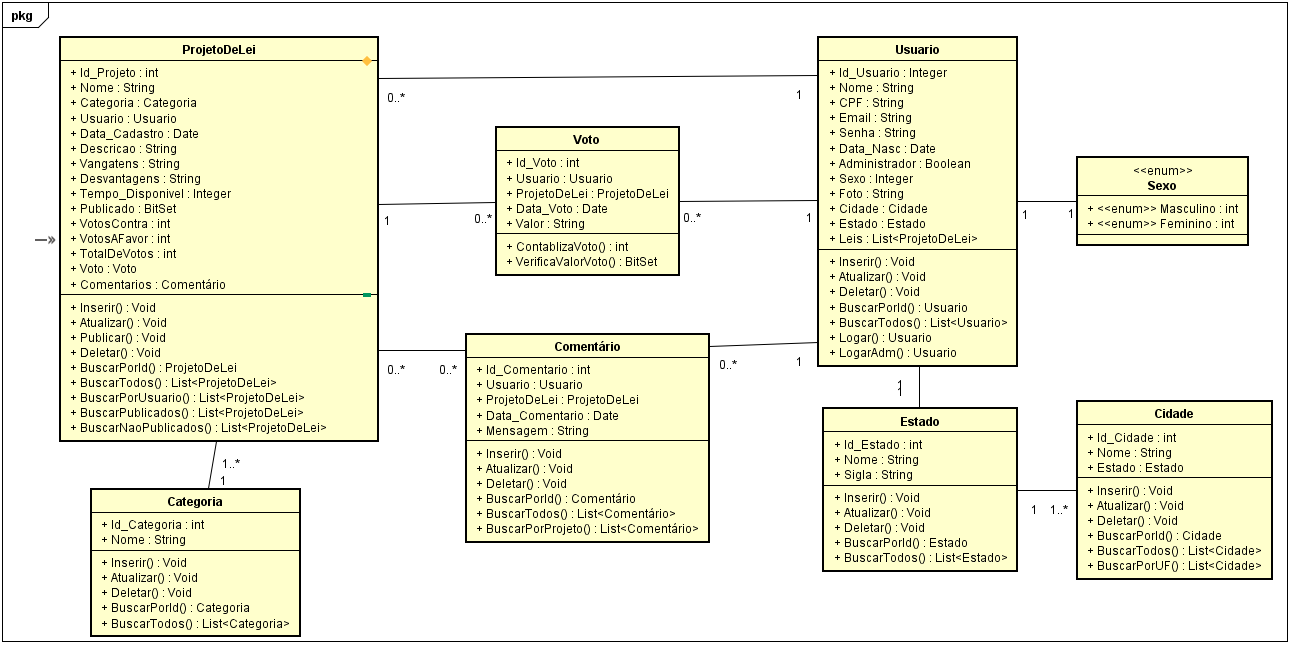 pkg
ProjetoDeLei
+ Id_Projeto : int
+ Nome : String
+ Categoria : Categoria
+ Usuario : Usuario
+ Data_Cadastro : Date
+ Descricao : String
+ Vangatens : String
+ Desvantagens : String
+ Tempo_Disponivel : Integer
+ Publicado : BitSet
+ VotosContra : int
+ VotosAFavor : int
+ TotalDeVotos : int
+ Voto : Voto
+ Comentarios : Comentário
+ Inserir() : Void
+ Atualizar() : Void
+ Publicar() : Void
+ Deletar() : Void
+ BuscarPorId() : ProjetoDeLei
+ BuscarTodos() : List<ProjetoDeLei>
+ BuscarPorUsuario() : List<ProjetoDeLei>
+ BuscarPublicados() : List<ProjetoDeLei>
+ BuscarNaoPublicados() : List<ProjetoDeLei>
0..*
1
Voto
+ Id_Voto : int
+ Usuario : Usuario
+ ProjetoDeLei : ProjetoDeLei
+ Data_Voto : Date
+ Valor : String
+ ContablizaVoto() : int
+ VerificaValorVoto() : BitSet
1
0..*
0..*
1
Usuario
+ Id_Usuario : Integer
+ Nome : String
+ CPF : String
+ Email : String
+ Senha : String
+ Data_Nasc : Date
+ Administrador : Boolean
+ Sexo : Integer
+ Foto : String
+ Cidade : Cidade
+ Estado : Estado
+ Leis : List<ProjetoDeLei>
+ Inserir() : Void
+ Atualizar() : Void
+ Deletar() : Void
+ BuscarPorId() : Usuario
+ BuscarTodos() : List<Usuario>
+ Logar() : Usuario
+ LogarAdm() : Usuario
1
1
<<enum>>
Sexo
+ <<enum>> Masculino : int
+ <<enum>> Feminino : int
0..*
0..*
Comentário
+ Id_Comentario : int
+ Usuario : Usuario
+ ProjetoDeLei : ProjetoDeLei
+ Data_Comentario : Date
+ Mensagem : String
+ Inserir() : Void
+ Atualizar() : Void
+ Deletar() : Void
+ BuscarPorId() : Comentário
+ BuscarTodos() : List<Comentário>
+ BuscarPorProjeto() : List<Comentário>
0..*
1
1
1
Estado
+ Id_Estado : int
+ Nome : String
+ Sigla : String
+ Inserir() : Void
+ Atualizar() : Void
+ Deletar() : Void
+ BuscarPorId() : Estado
+ BuscarTodos() : List<Estado>
1
1..*
Cidade
+ Id_Cidade : int
+ Nome : String
+ Estado : Estado
+ Inserir() : Void
+ Atualizar() : Void
+ Deletar() : Void
+ BuscarPorId() : Cidade
+ BuscarTodos() : List<Cidade>
+ BuscarPorUF() : List<Cidade>
1..*
1
Categoria
+ Id_Categoria : int
+ Nome : String
+ Inserir() : Void
+ Atualizar() : Void
+ Deletar() : Void
+ BuscarPorId() : Categoria
+ BuscarTodos() : List<Categoria>